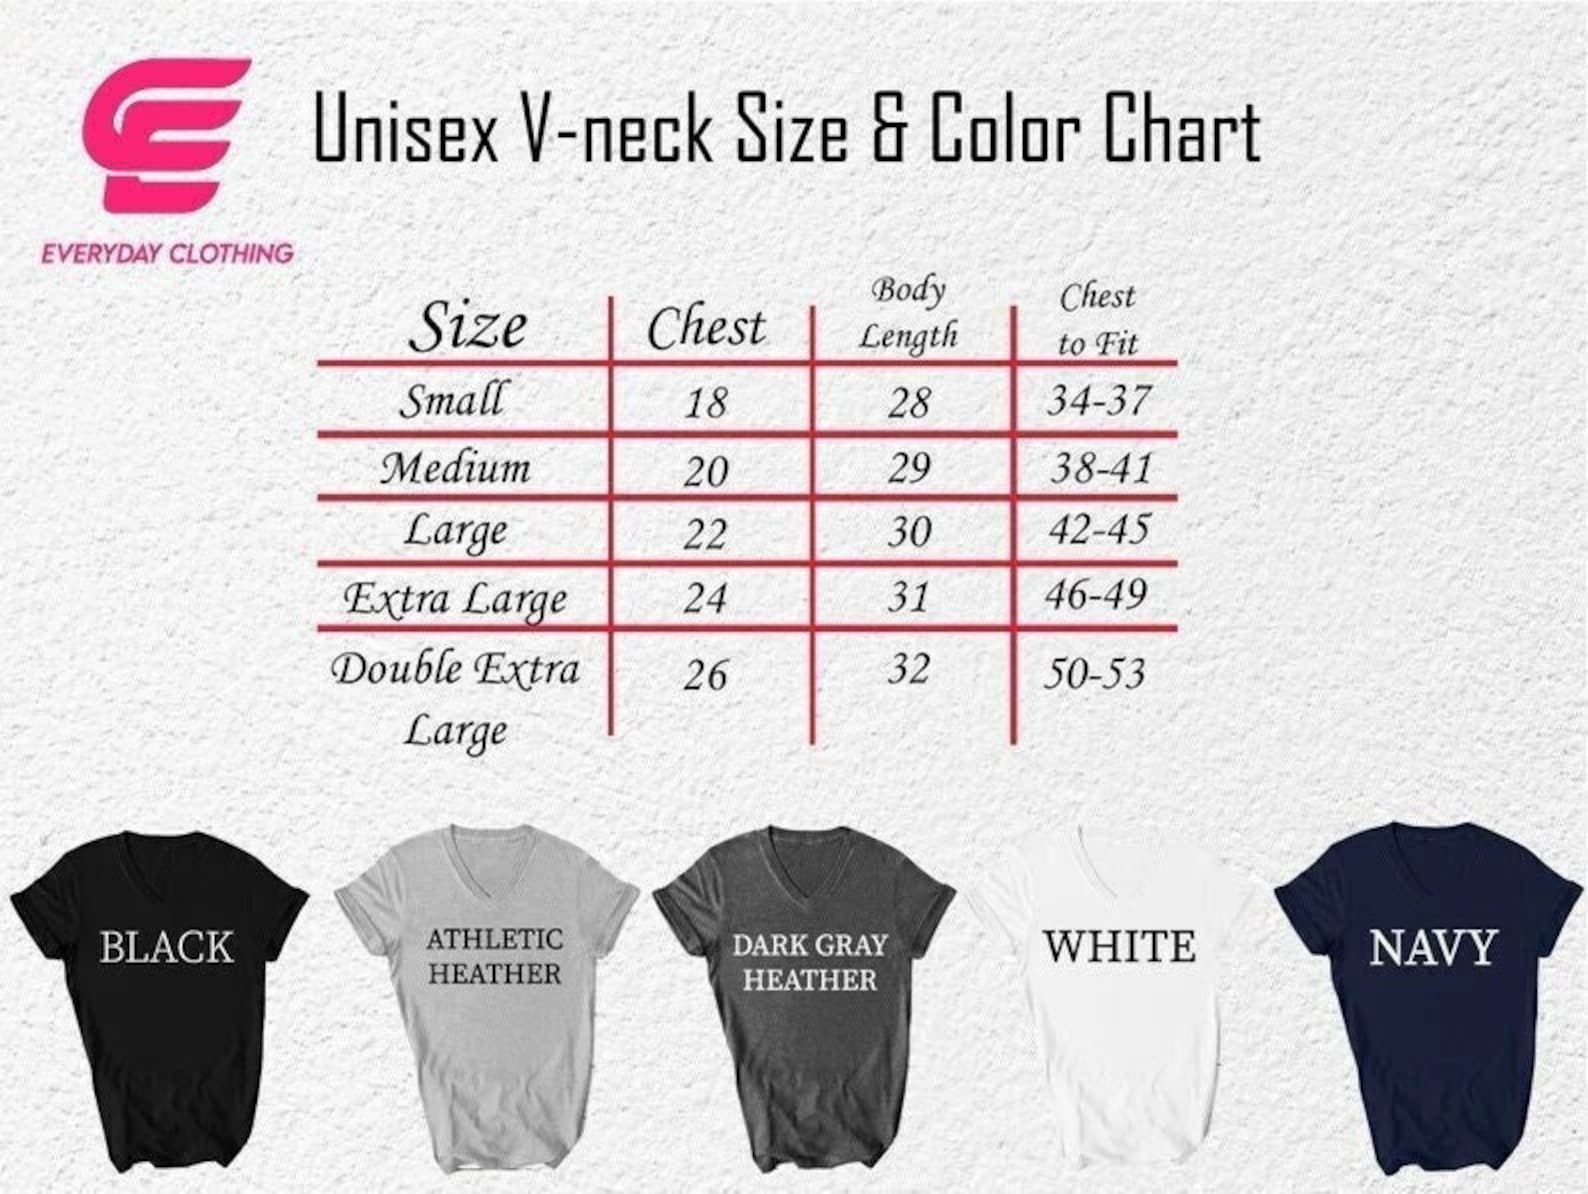 Unisex V-neck Size & Color Chart
EVERYDAY CLOTHING
Size Chest Body Length Chest to Fit
Small 18 28 34-37
Medium 20 29 38-41
Large 22 30 42-45
Extra Large 24 31 46-49
Double Extra Large 26 32 50-53
BLACK
ATHLETIC
HEATHER
DARK GRAY
HEATHER
WHITE
NAVY